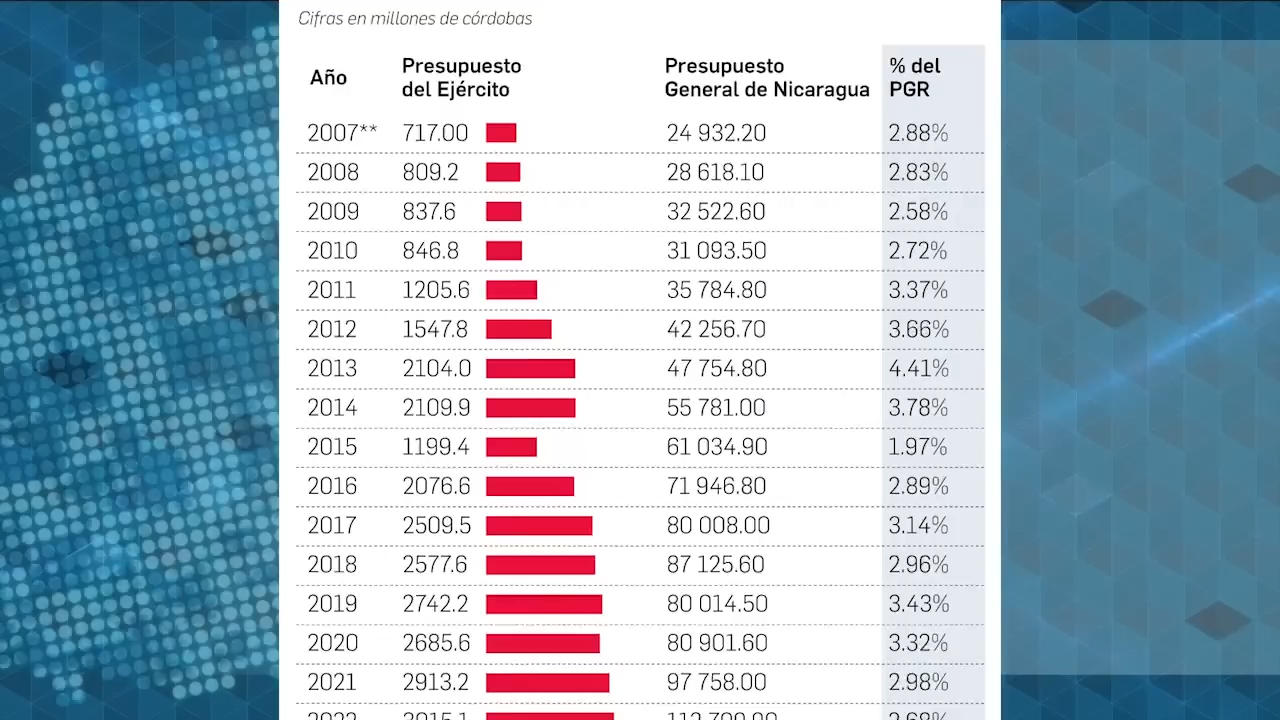 Cifras en millones de córdobas
Año Presupuesto del Ejército Presupuesto General de Nicaragua % del PGR
2007** 717.00 24 932.20 2.88%
2008 809.2 28 618.10 2.83%
2009 837.6 32 522.60 2.58%
2010 846.8 31 093.50 2.72%
2011 1205.6 35 784.80 3.37%
2012 1547.8 42 256.70 3.66%
2013 2104.0 47 754.80 4.41%
2014 2109.9 55 781.00 3.78%
2015 1199.4 61 034.90 1.97%
2016 2076.6 71 946.80 2.89%
2017 2509.5 80 008.00 3.14%
2018 2577.6 87 125.60 2.96%
2019 2742.2 80 014.50 3.43%
2020 2685.6 80 901.60 3.32%
2021 2913.2 97 758.00 2.98%